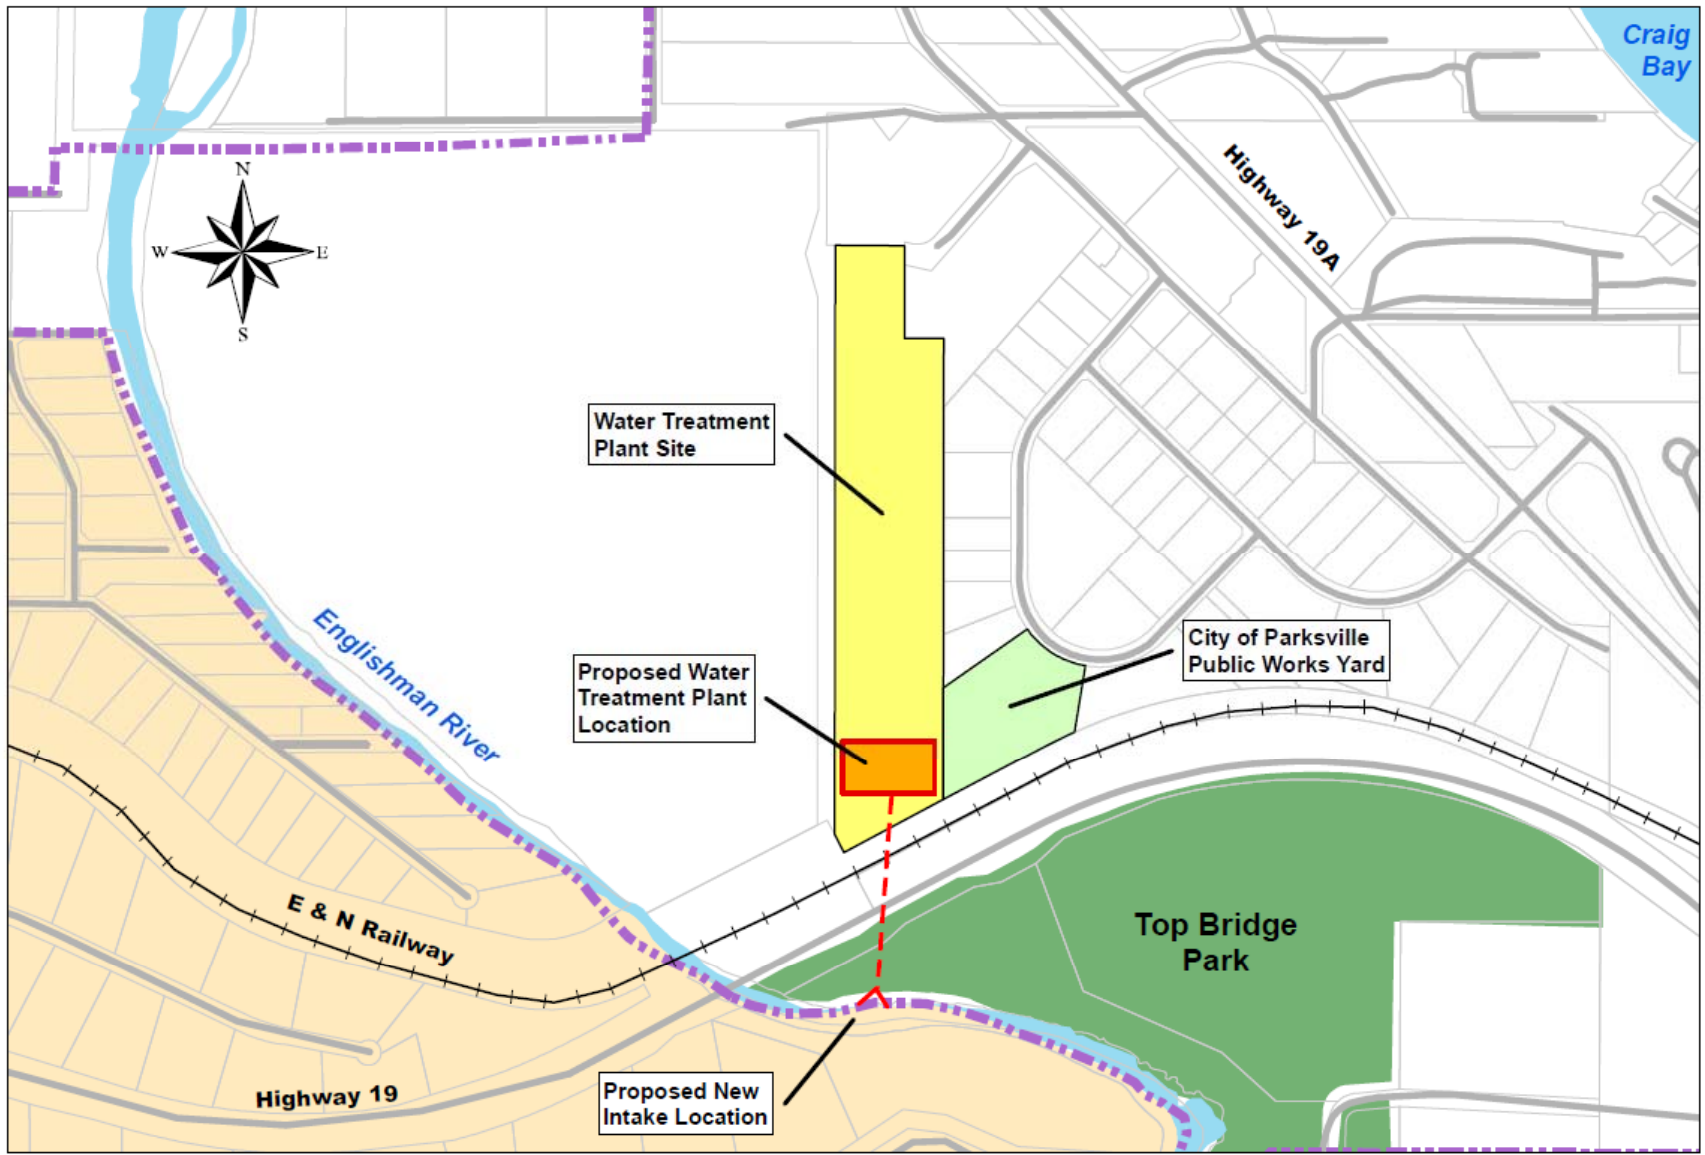 Craig
Bay
N
W
E
S
Highway 19A
Water Treatment
Plant Site
Englishman River
City of Parksville
Public Works Yard
Proposed Water
Treatment Plant
Location
E & N Railway
Top Bridge
Park
Highway 19
Proposed New
Intake Location